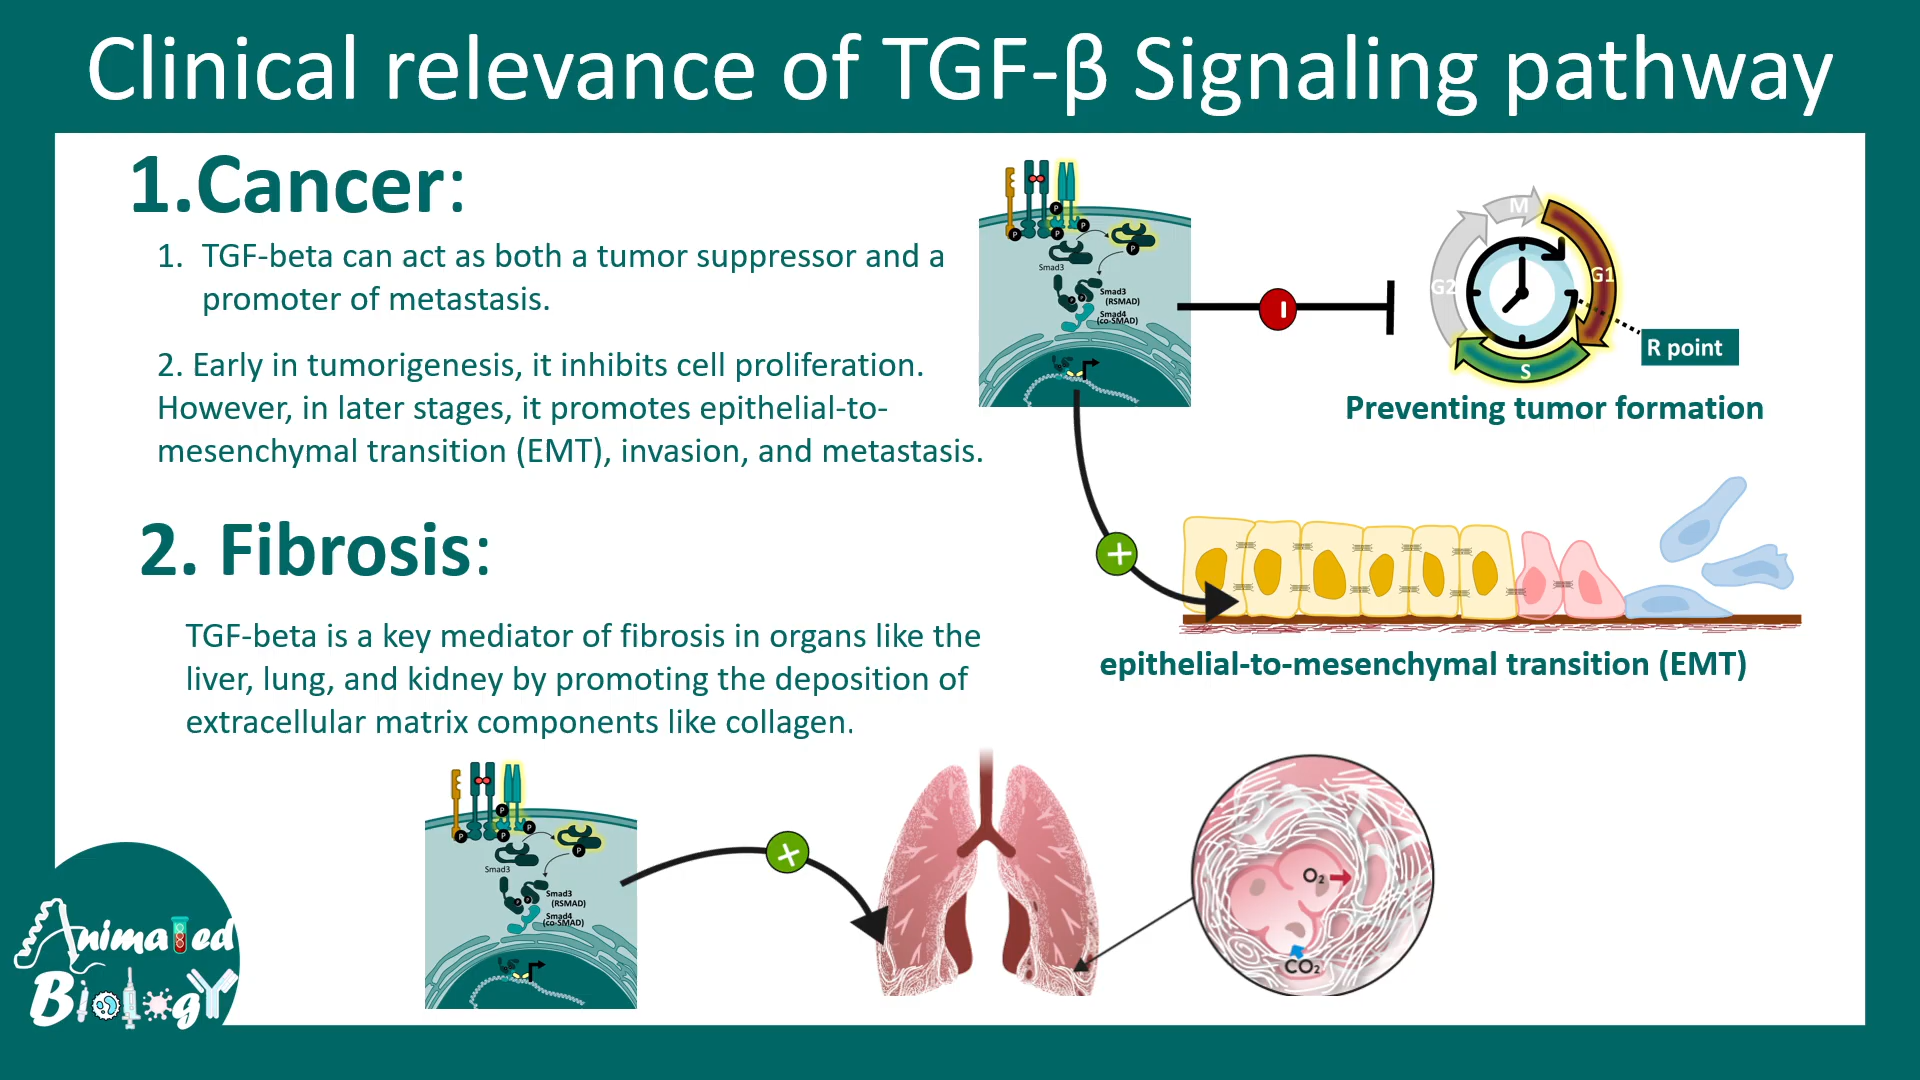 Clinical relevance of TGF-β Signaling pathway
1.Cancer:
1. TGF-beta can act as both a tumor suppressor and a
promoter of metastasis.
2. Early in tumorigenesis, it inhibits cell proliferation.
However, in later stages, it promotes epithelial-to-
mesenchymal transition (EMT), invasion, and metastasis.
P
P
P
P
P
Smad3
Smad3
(RSMAD)
Smad4
(co-SMAD)
M
G1
G2
S
R point
Preventing tumor formation
epithelial-to-mesenchymal transition (EMT)
2. Fibrosis:
TGF-beta is a key mediator of fibrosis in organs like the
liver, lung, and kidney by promoting the deposition of
extracellular matrix components like collagen.
P
P
P
P
P
Smad3
Smad3
(RSMAD)
Smad4
(co-SMAD)
O₂
CO₂
Animated
Biology